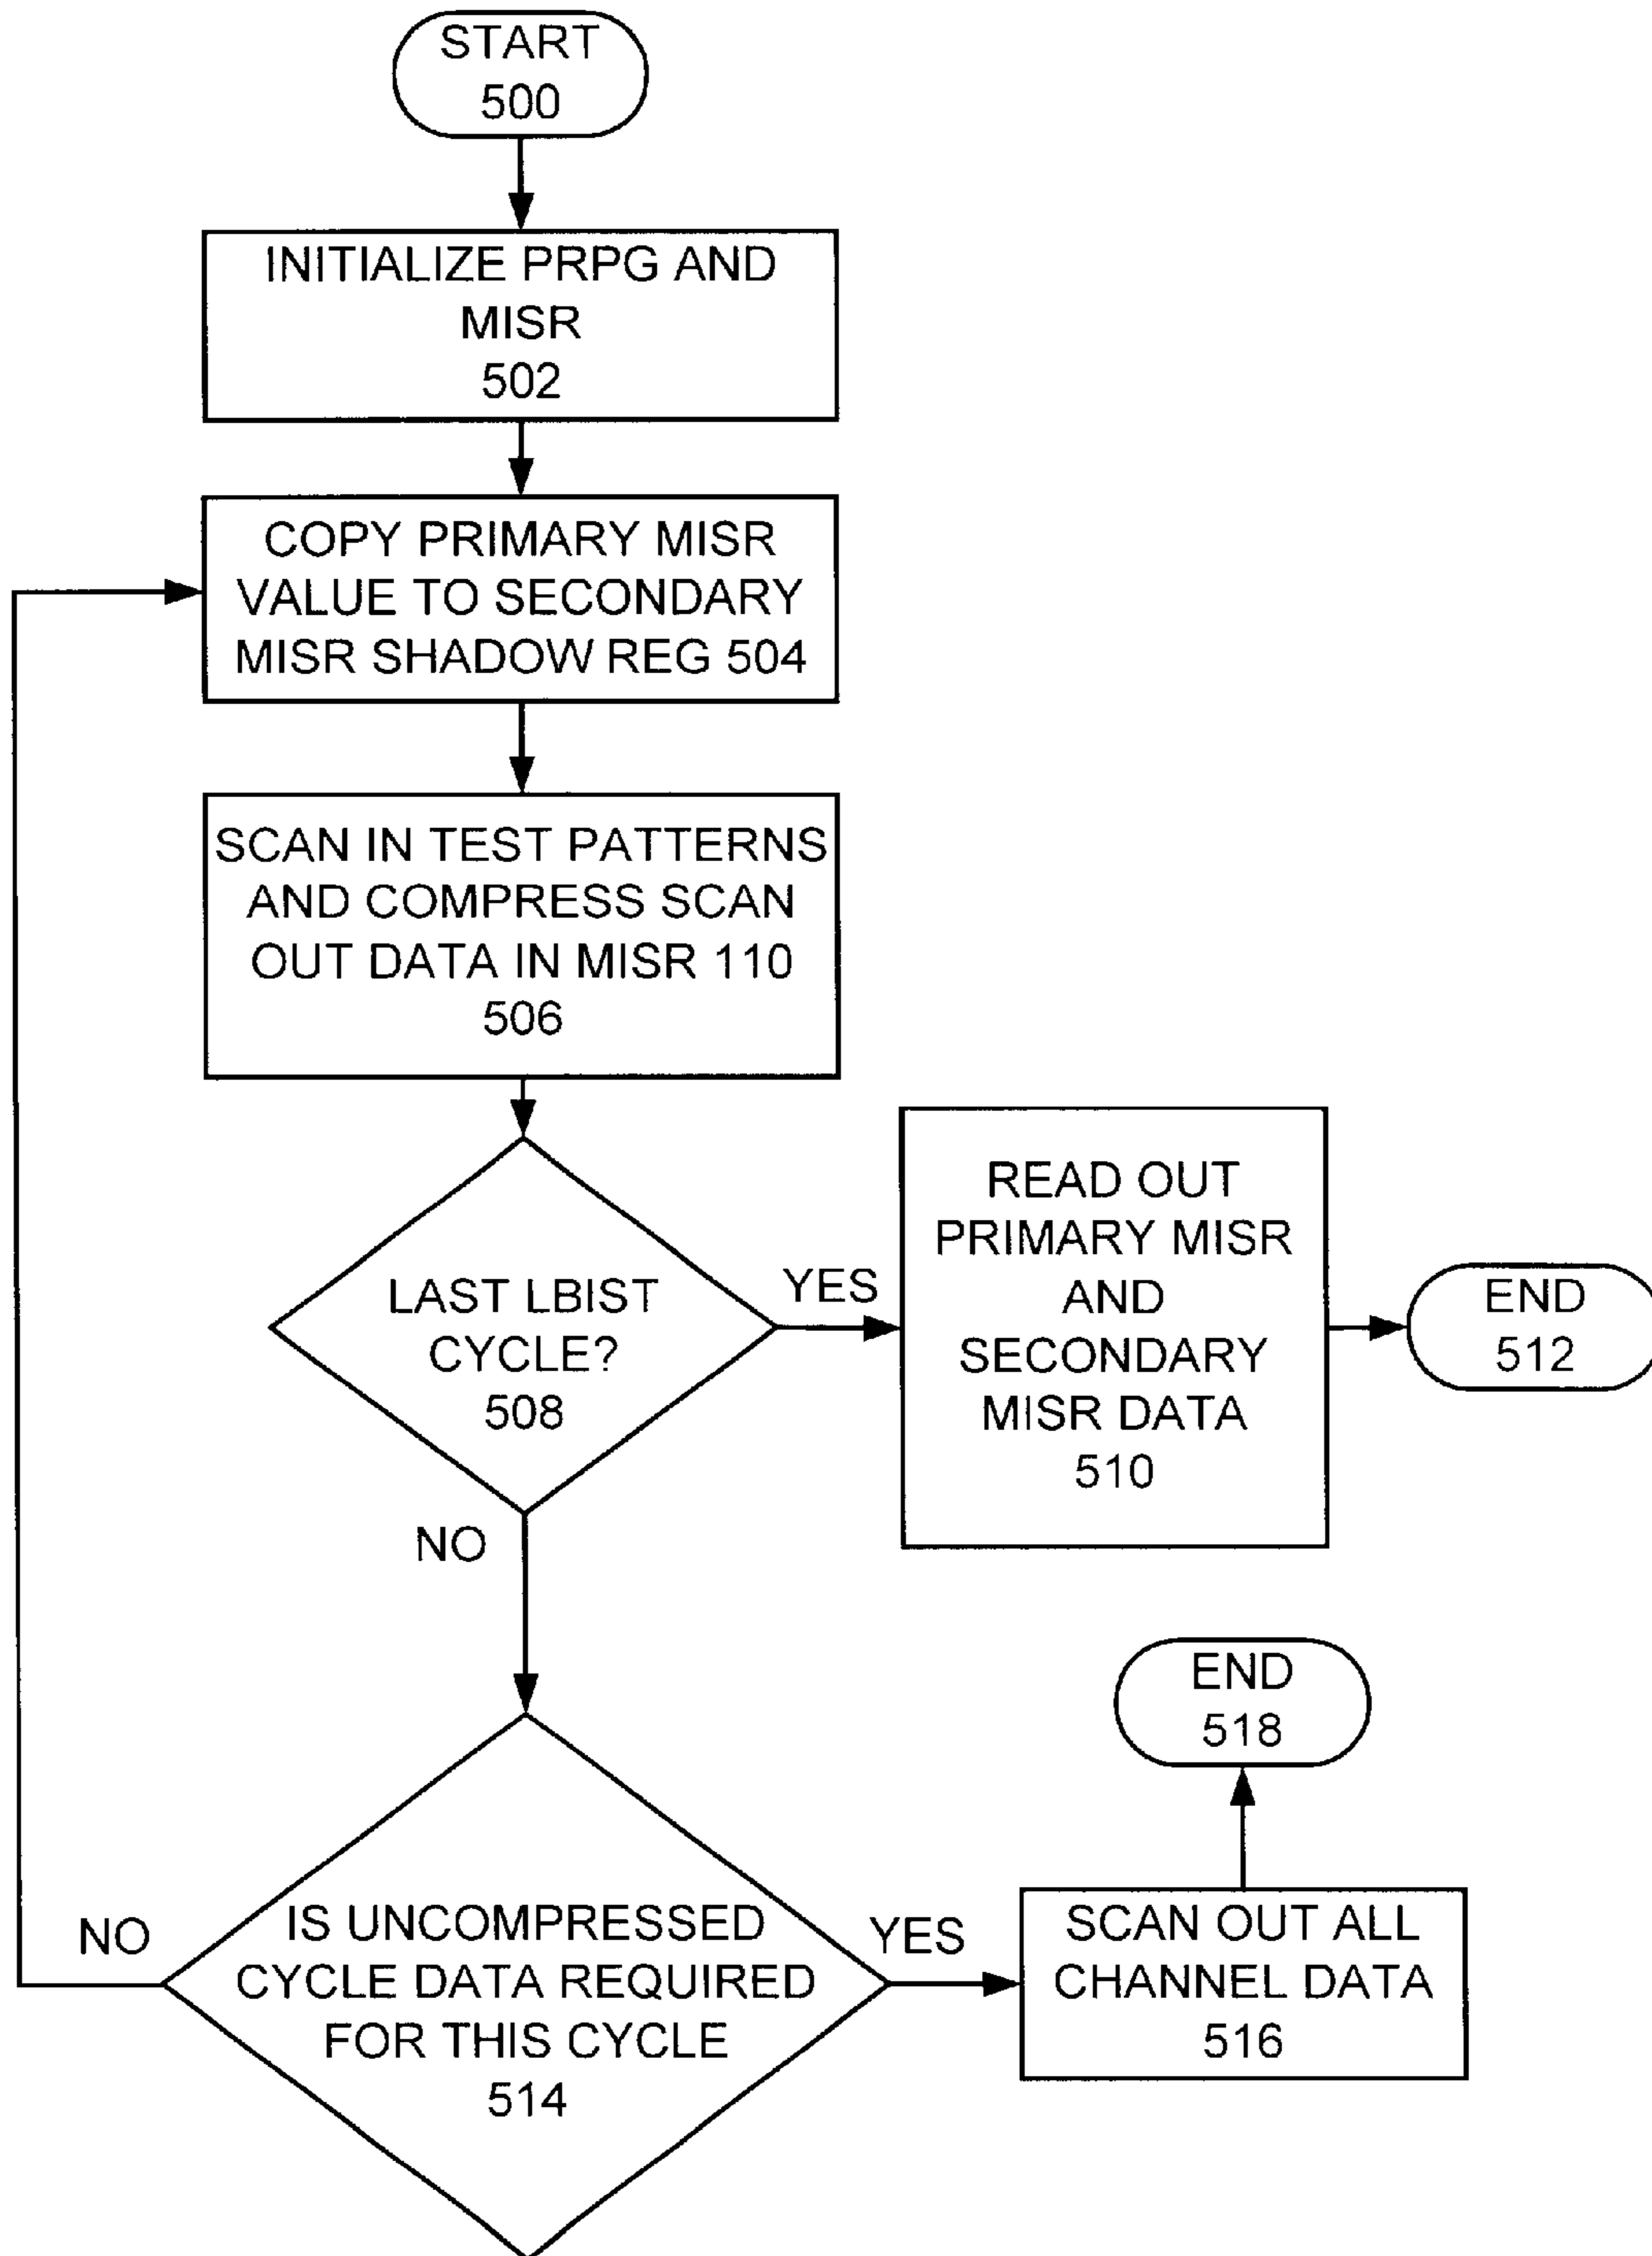 START
500
INITIALIZE PRPG AND
MISR
502
COPY PRIMARY MISR
VALUE TO SECONDARY
MISR SHADOW REG 504
SCAN IN TEST PATTERNS
AND COMPRESS SCAN
OUT DATA IN MISR 110
506
LAST LBIST
CYCLE?
508
YES
READ OUT
PRIMARY MISR
AND
SECONDARY
MISR DATA
510
END
512
NO
IS UNCOMPRESSED
CYCLE DATA REQUIRED
FOR THIS CYCLE
514
NO
YES
SCAN OUT ALL
CHANNEL DATA
516
END
518